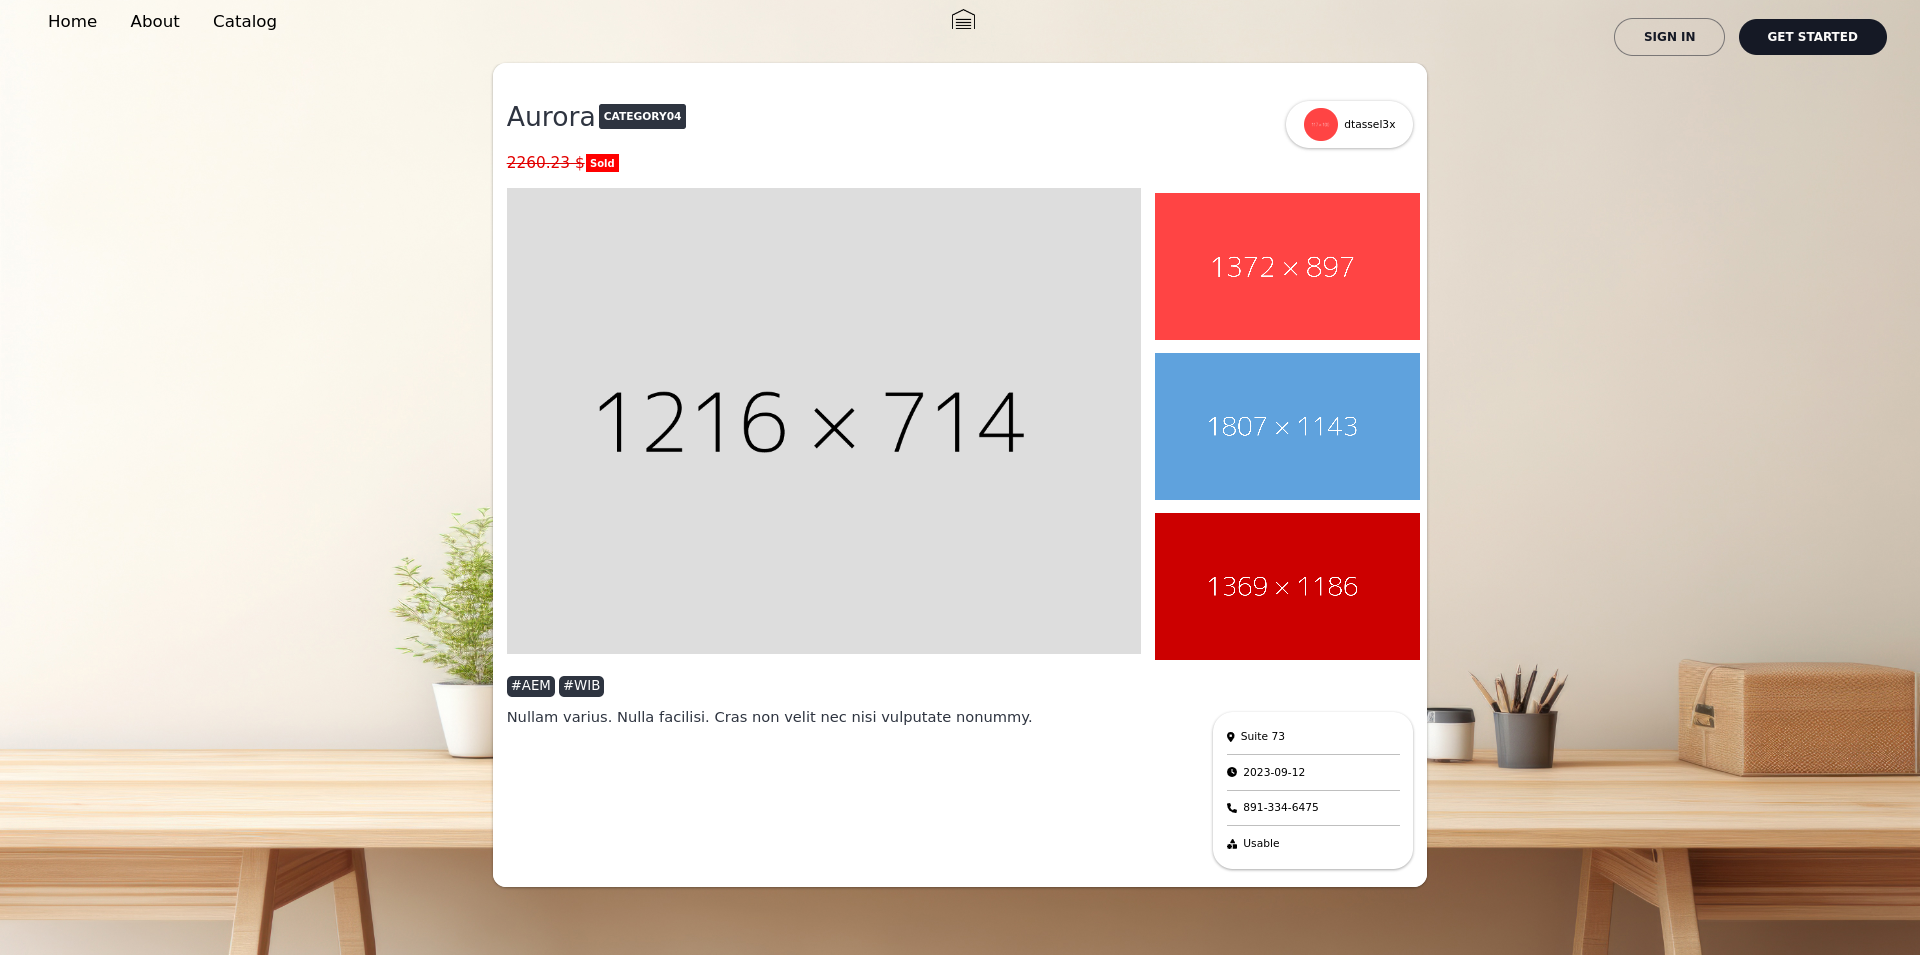 Home About Catalog
SIGN IN GET STARTED
Aurora CATEGORY04
dtassel3x
2260.23 $ Sold
1216 × 714
1372 × 897
1807 × 1143
1369 × 1186
#AEM #WIB
Nullam varius. Nulla facilisi. Cras non velit nec nisi vulputate nonummy.
Suite 73
2023-09-12
891-334-6475
Usable